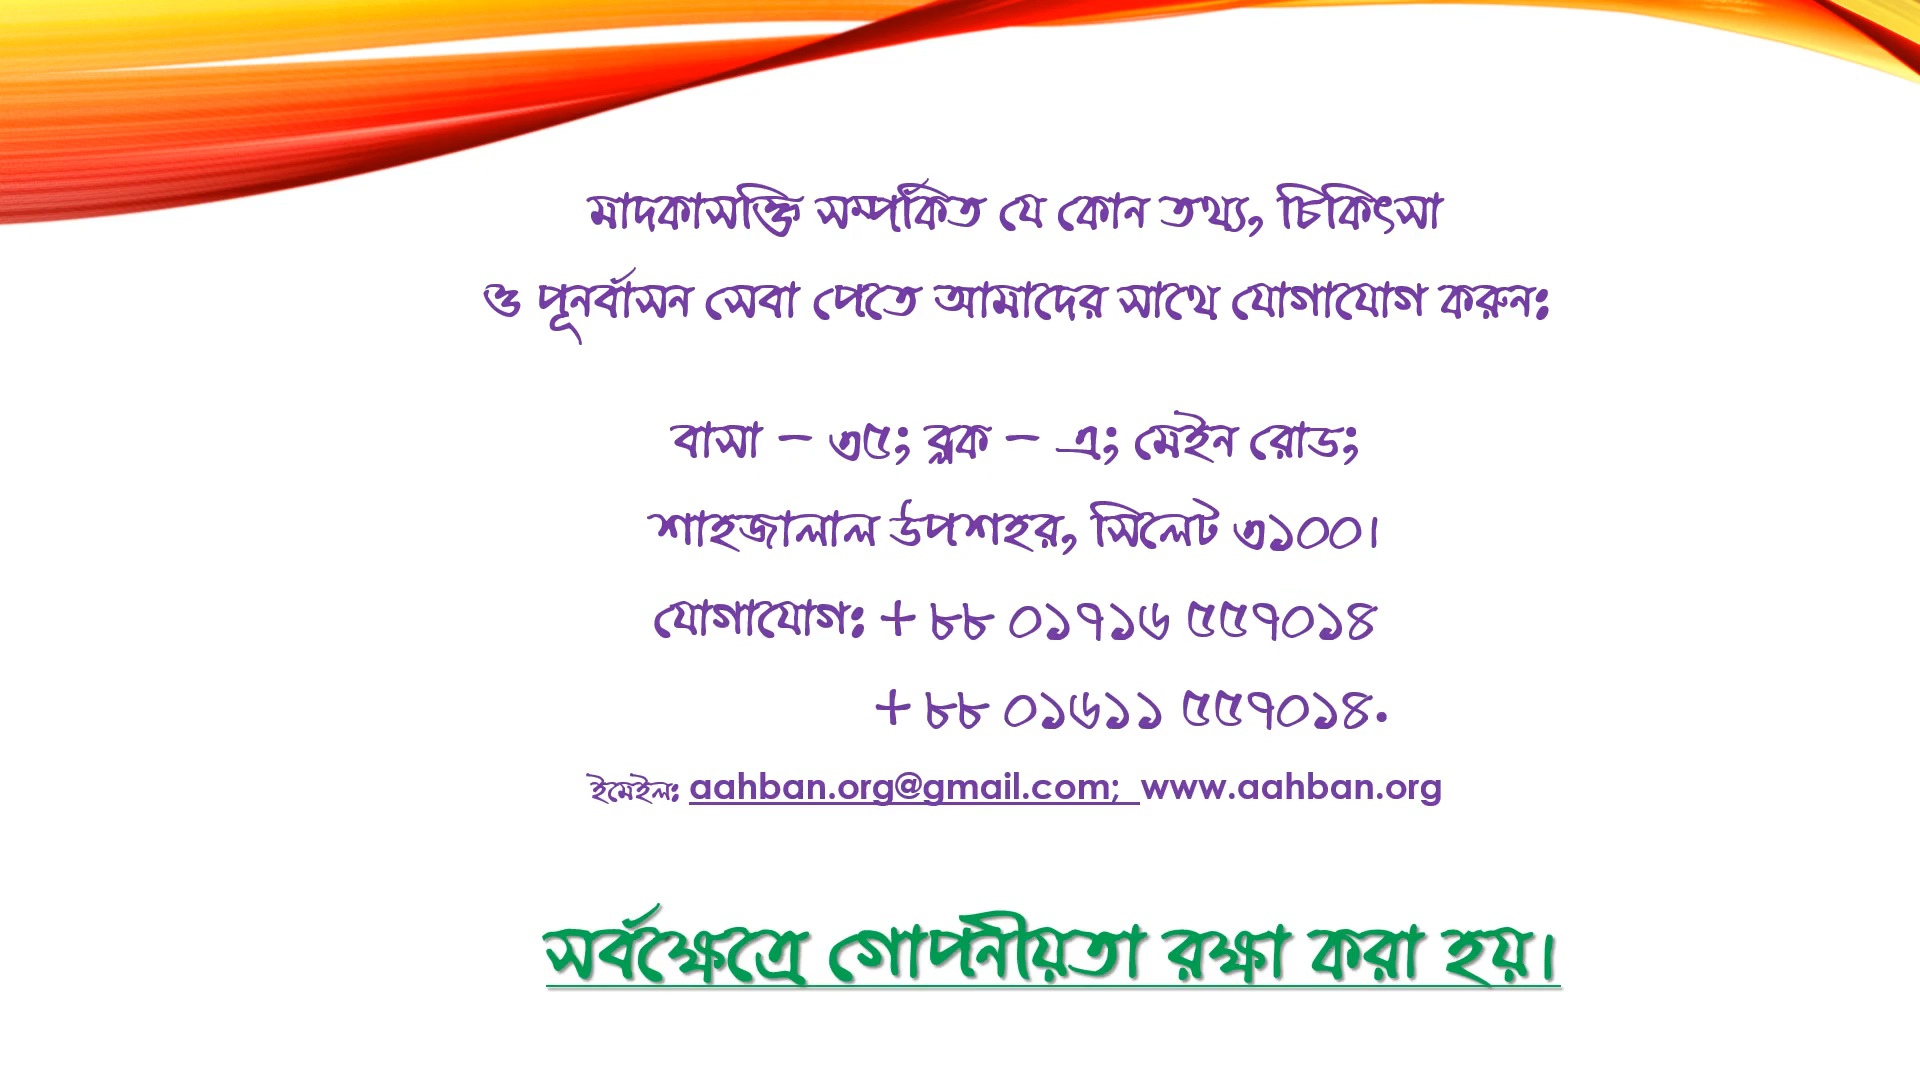 মাদকাসক্তি সম্পর্কিত যে কোন তথ্য, চিকিৎসা
ও পূনর্বাসন সেবা পেতে আমাদের সাথে যোগাযোগ করুন:
বাসা – ৩৫; ব্লক – এ; মেইন রোড;
শাহজালাল উপশহর, সিলেট ৩১০০।
যোগাযোগ: + ৮৮ ০১৭১৬ ৫৫৭০১৪
+ ৮৮ ০১৬১১ ৫৫৭০১৪.
ইমেইল: aahban.org@gmail.com; www.aahban.org
সর্বক্ষেত্রে গোপনীয়তা রক্ষা করা হয়।